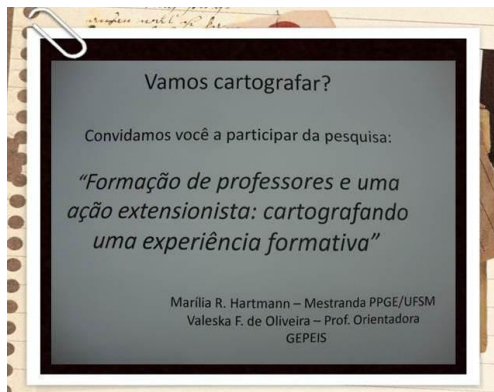 Vamos cartografar?
Convidamos você a participar da pesquisa:
“Formação de professores e uma
ação extensionista: cartografando
uma experiência formativa”
Marília R. Hartmann – Mestranda PPGE/UFSM
Valeska F. de Oliveira – Prof. Orientadora
GEPEIS